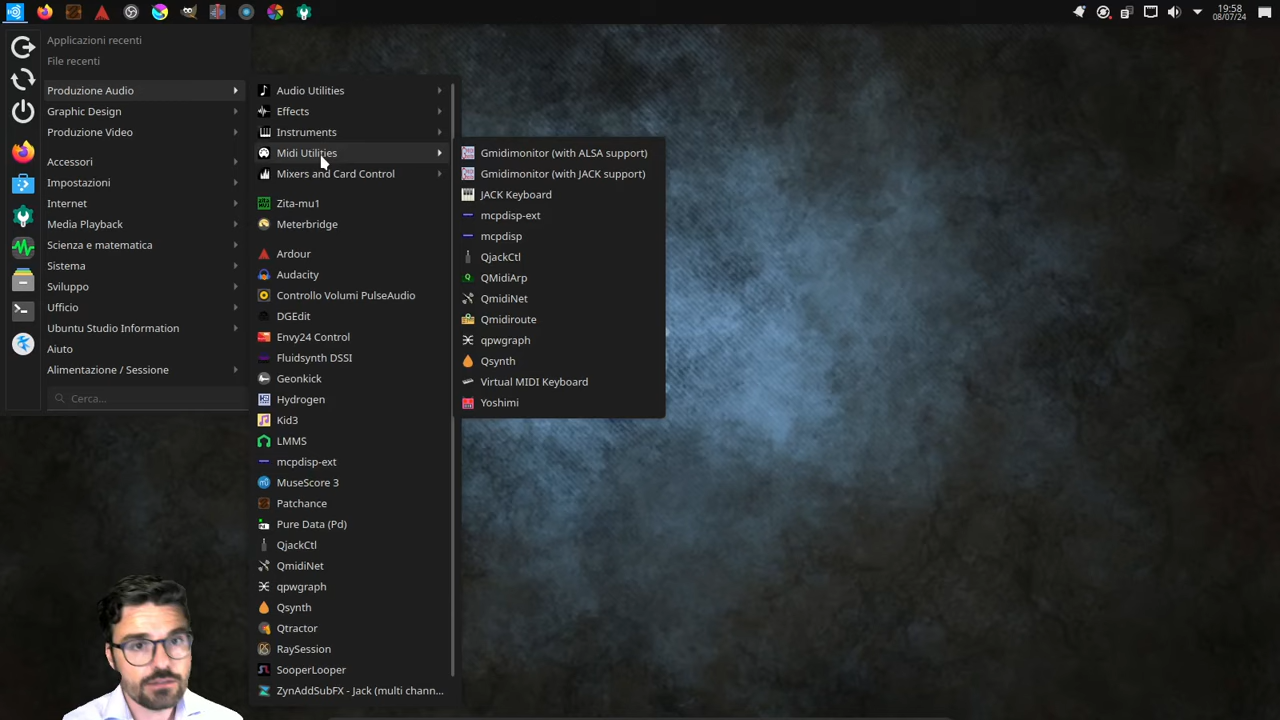 19:58
08/07/24
Applicazioni recenti
File recenti
Produzione Audio
Graphic Design
Produzione Video
Accessori
Impostazioni
Internet
Media Playback
Scienza e matematica
Sistema
Sviluppo
Ufficio
Ubuntu Studio Information
Aiuto
Alimentazione / Sessione
Cerca...
Audio Utilities
Effects
Instruments
Midi Utilities
Mixers and Card Control
Zita-mu1
Meterbridge
Ardour
Audacity
Controllo Volumi PulseAudio
DGEdit
Envy24 Control
Fluidsynth DSSI
Geonkick
Hydrogen
Kid3
LMMS
mcpdisp-ext
MuseScore 3
Patchance
Pure Data (Pd)
QjackCtl
QmidiNet
qpwgraph
Qsynth
Qtractor
RaySession
SooperLooper
ZynAddSubFX - Jack (multi chann...
Gmidimonitor (with ALSA support)
Gmidimonitor (with JACK support)
JACK Keyboard
mcpdisp-ext
mcpdisp
QjackCtl
QMidiArp
QmidiNet
Qmidiroute
qpwgraph
Qsynth
Virtual MIDI Keyboard
Yoshimi